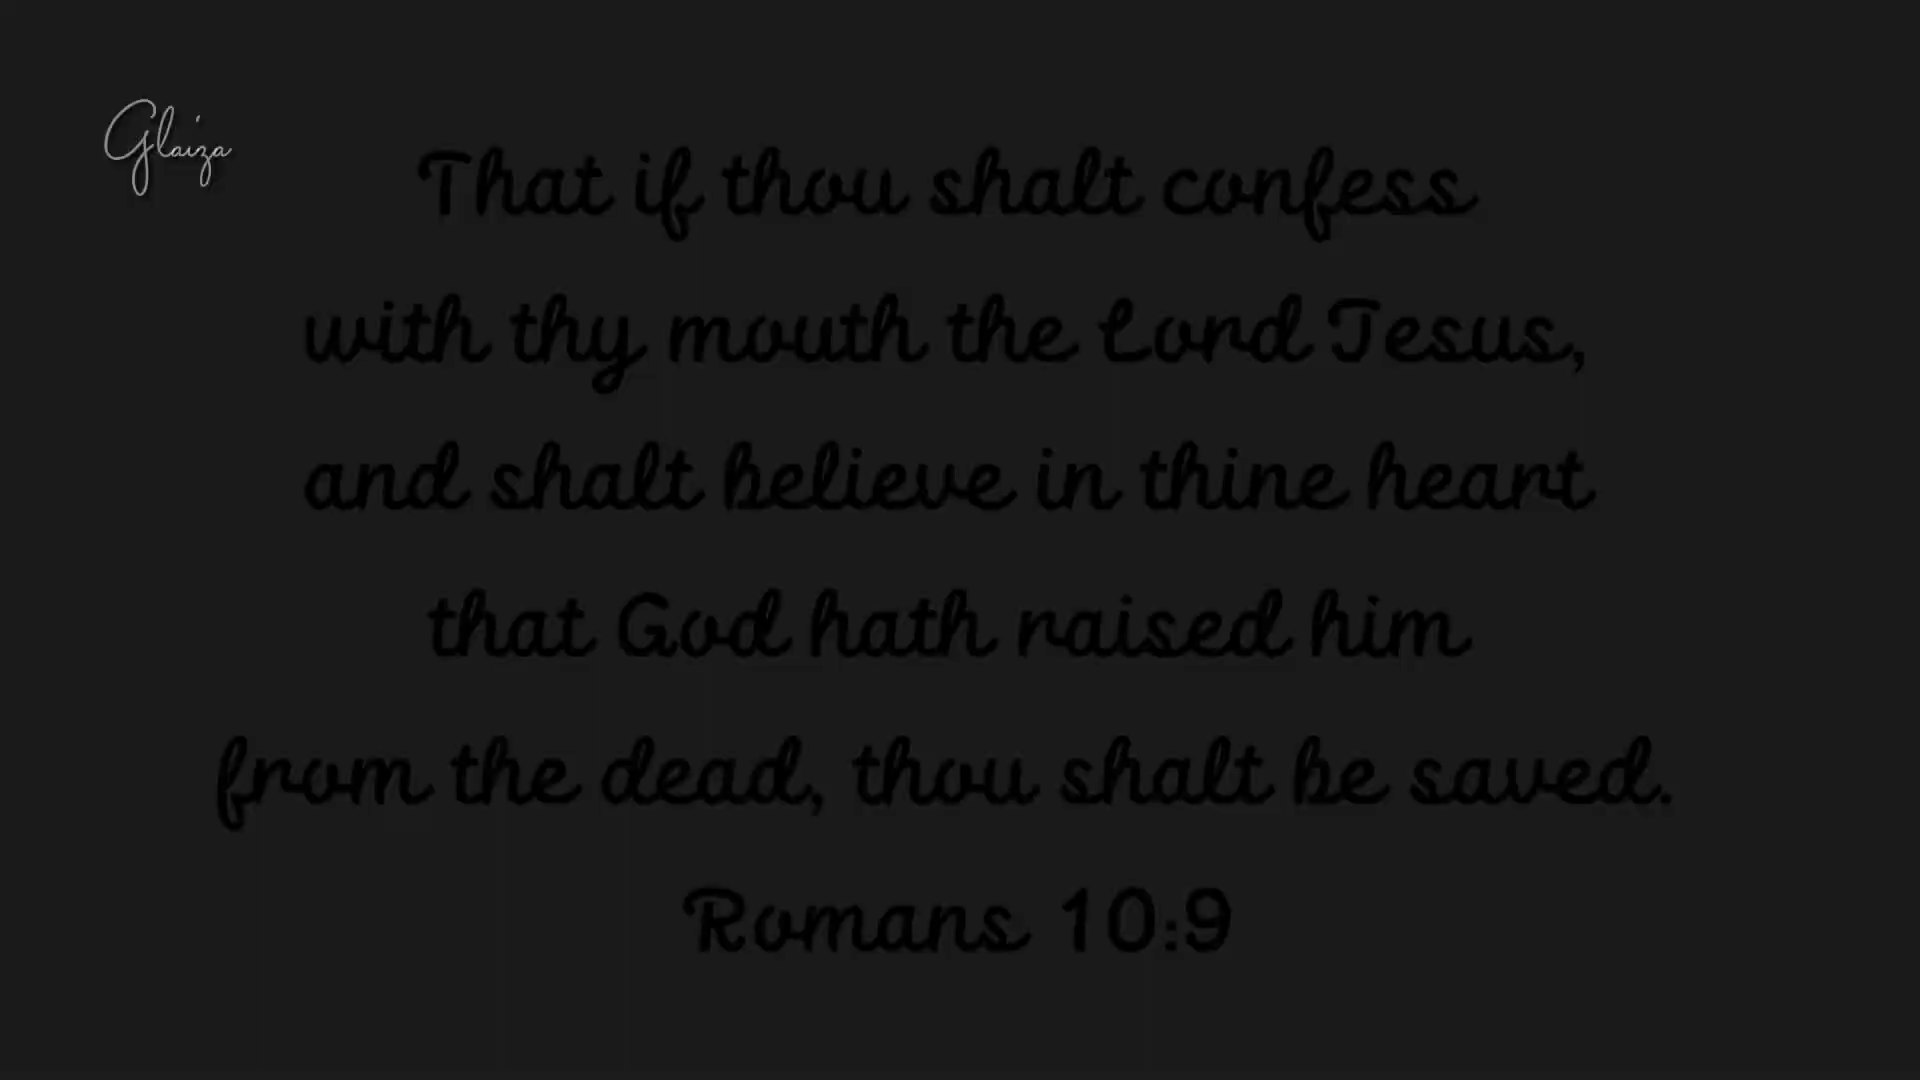 Glaiza
That if thou shalt confess
with thy mouth the Lord Jesus,
and shalt believe in thine heart
that God hath raised him
from the dead, thou shalt be saved.
Romans 10:9